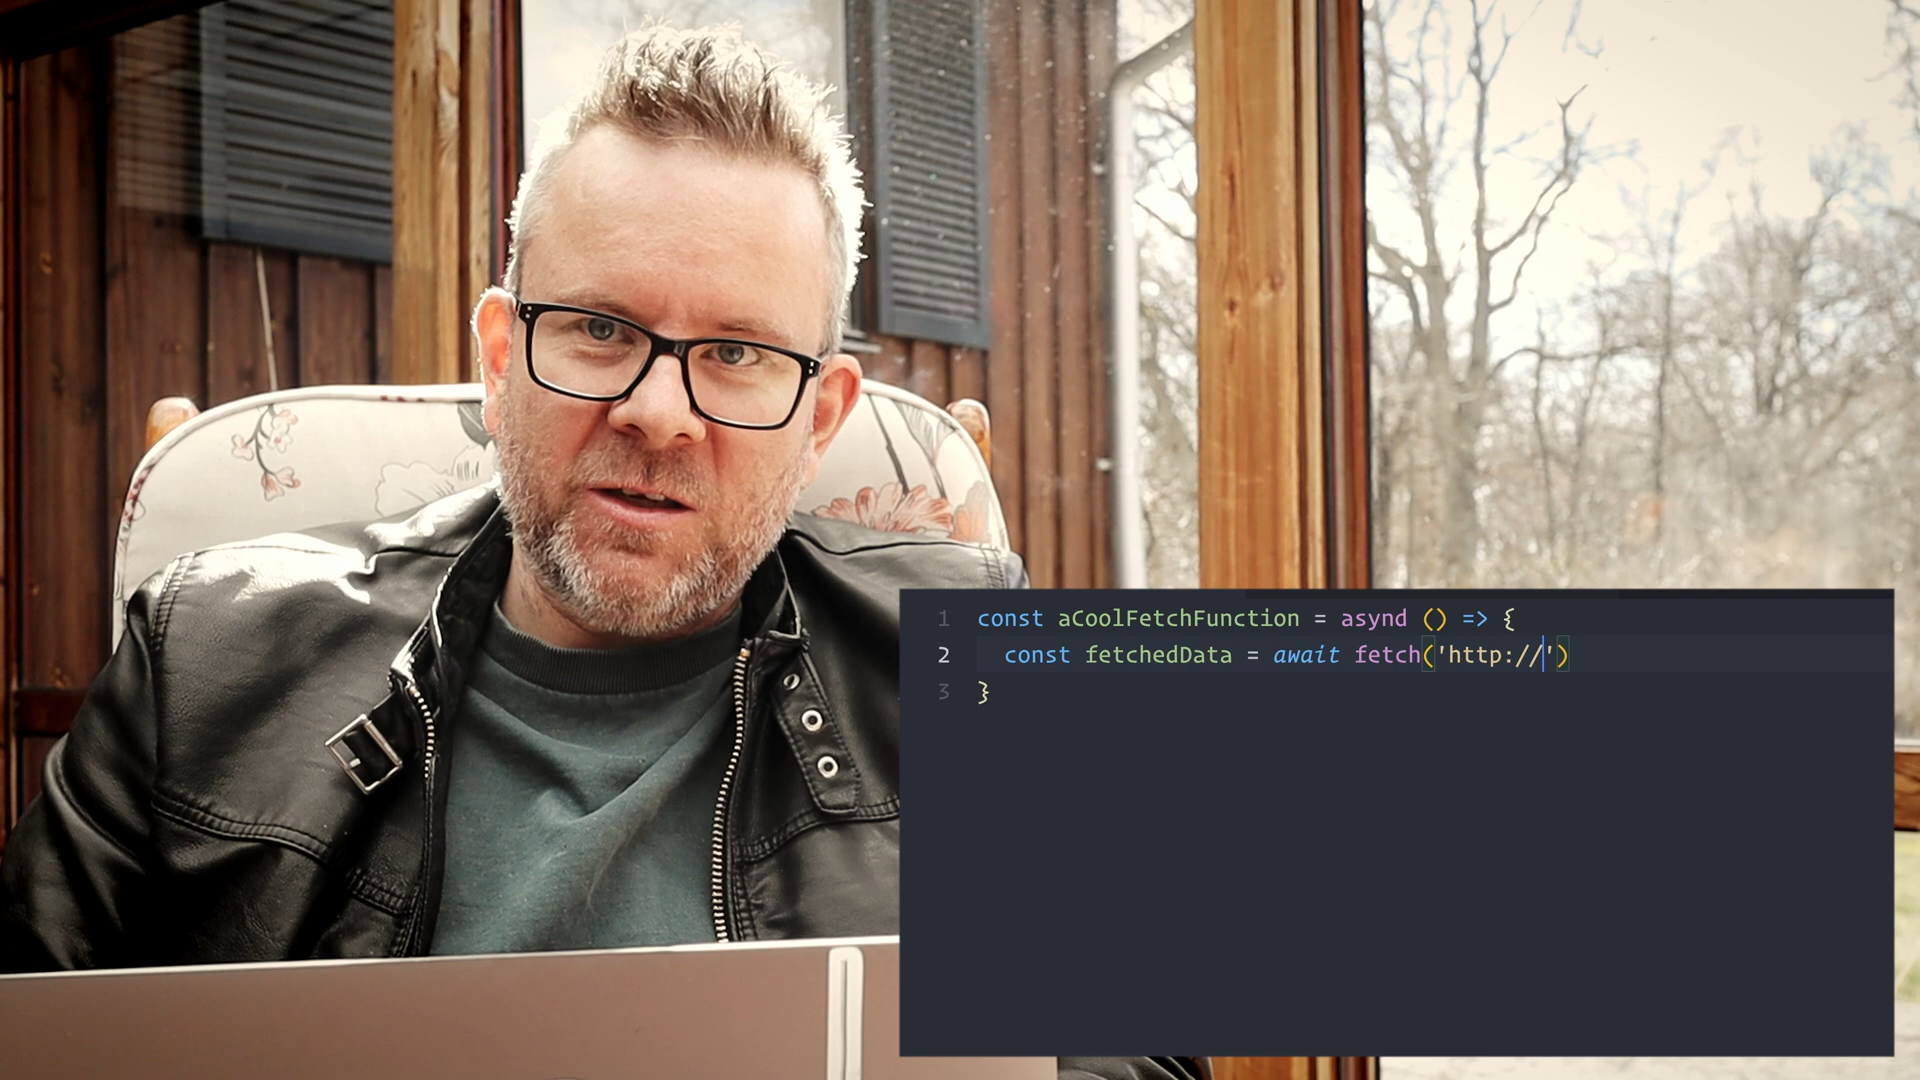 1 const aCoolFetchFunction = asynd () => {
2 const fetchedData = await fetch('http://')
3 }